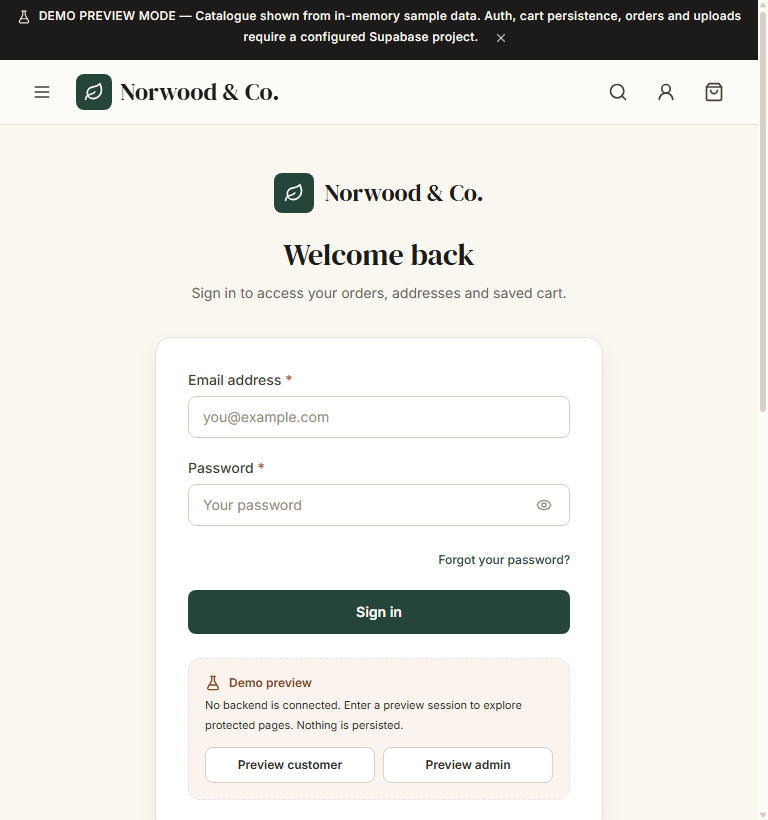 DEMO PREVIEW MODE — Catalogue shown from in-memory sample data. Auth, cart persistence, orders and uploads
require a configured Supabase project.
Norwood & Co.
Norwood & Co.
Welcome back
Sign in to access your orders, addresses and saved cart.
Email address *
you@example.com
Password *
Your password
Forgot your password?
Sign in
Demo preview
No backend is connected. Enter a preview session to explore
protected pages. Nothing is persisted.
Preview customer
Preview admin